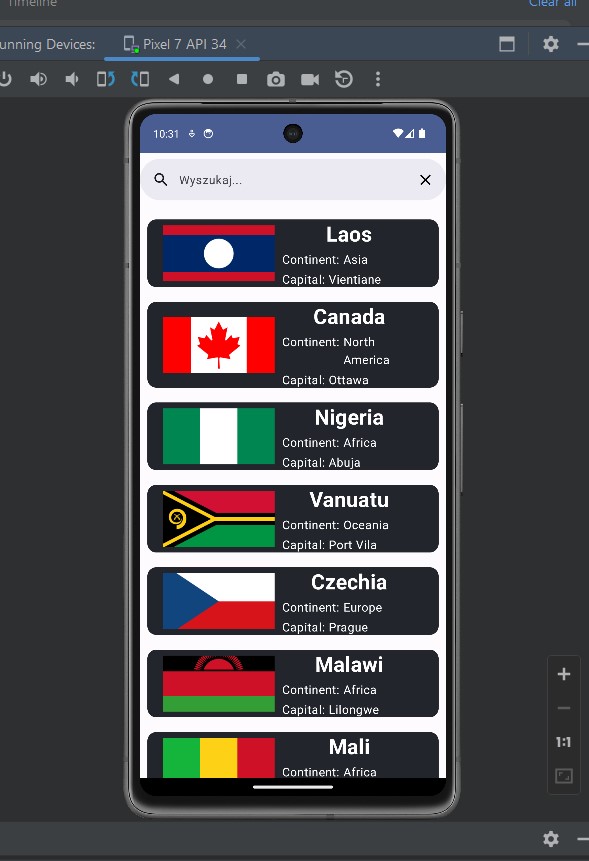 Timeline
Clear all
unning Devices:
Pixel 7 API 34
10:31
Wyszukaj...
Laos
Continent: Asia
Capital: Vientiane
Canada
Continent: North
America
Capital: Ottawa
Nigeria
Continent: Africa
Capital: Abuja
Vanuatu
Continent: Oceania
Capital: Port Vila
Czechia
Continent: Europe
Capital: Prague
Malawi
Continent: Africa
Capital: Lilongwe
Mali
Continent: Africa
1:1